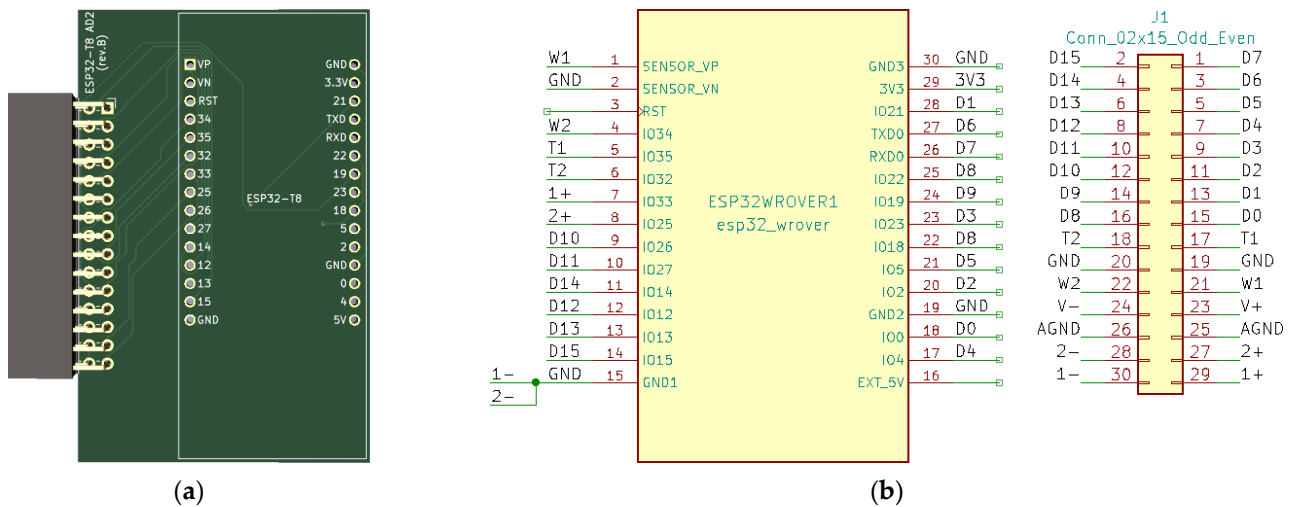 ESP32-T8 AD2
(rev.B)
VP GND
VN 3.3V
RST 21
34 TXD
35 RXD
32 22
33 19
25 23
ESP32-T8
26 18
27 5
14 2
12 GND
13 0
15 4
GND 5V
(a)
W1 1 SENSOR_VP
GND 2 SENSOR_VN
3 RST
W2 4 IO34
T1 5 IO35
T2 6 IO32
1+ 7 IO33
2+ 8 IO25
D10 9 IO26
D11 10 IO27
D14 11 IO14
D12 12 IO12
D13 13 IO13
D15 14 IO15
1- GND 15 GND1
2-
ESP32WROVER1
esp32_wrover
GND3 30 GND
3V3 29 3V3
IO21 28 D1
TXD0 27 D6
RXD0 26 D7
IO22 25 D8
IO19 24 D9
IO23 23 D3
IO18 22 D8
IO5 21 D5
IO2 20 D2
GND2 19 GND
IO0 18 D0
IO4 17 D4
EXT_5V 16
J1
Conn_02x15_Odd_Even
D15 2 1 D7
D14 4 3 D6
D13 6 5 D5
D12 8 7 D4
D11 10 9 D3
D10 12 11 D2
D9 14 13 D1
D8 16 15 D0
T2 18 17 T1
GND 20 19 GND
W2 22 21 W1
V- 24 23 V+
AGND 26 25 AGND
2- 28 27 2+
1- 30 29 1+
(b)